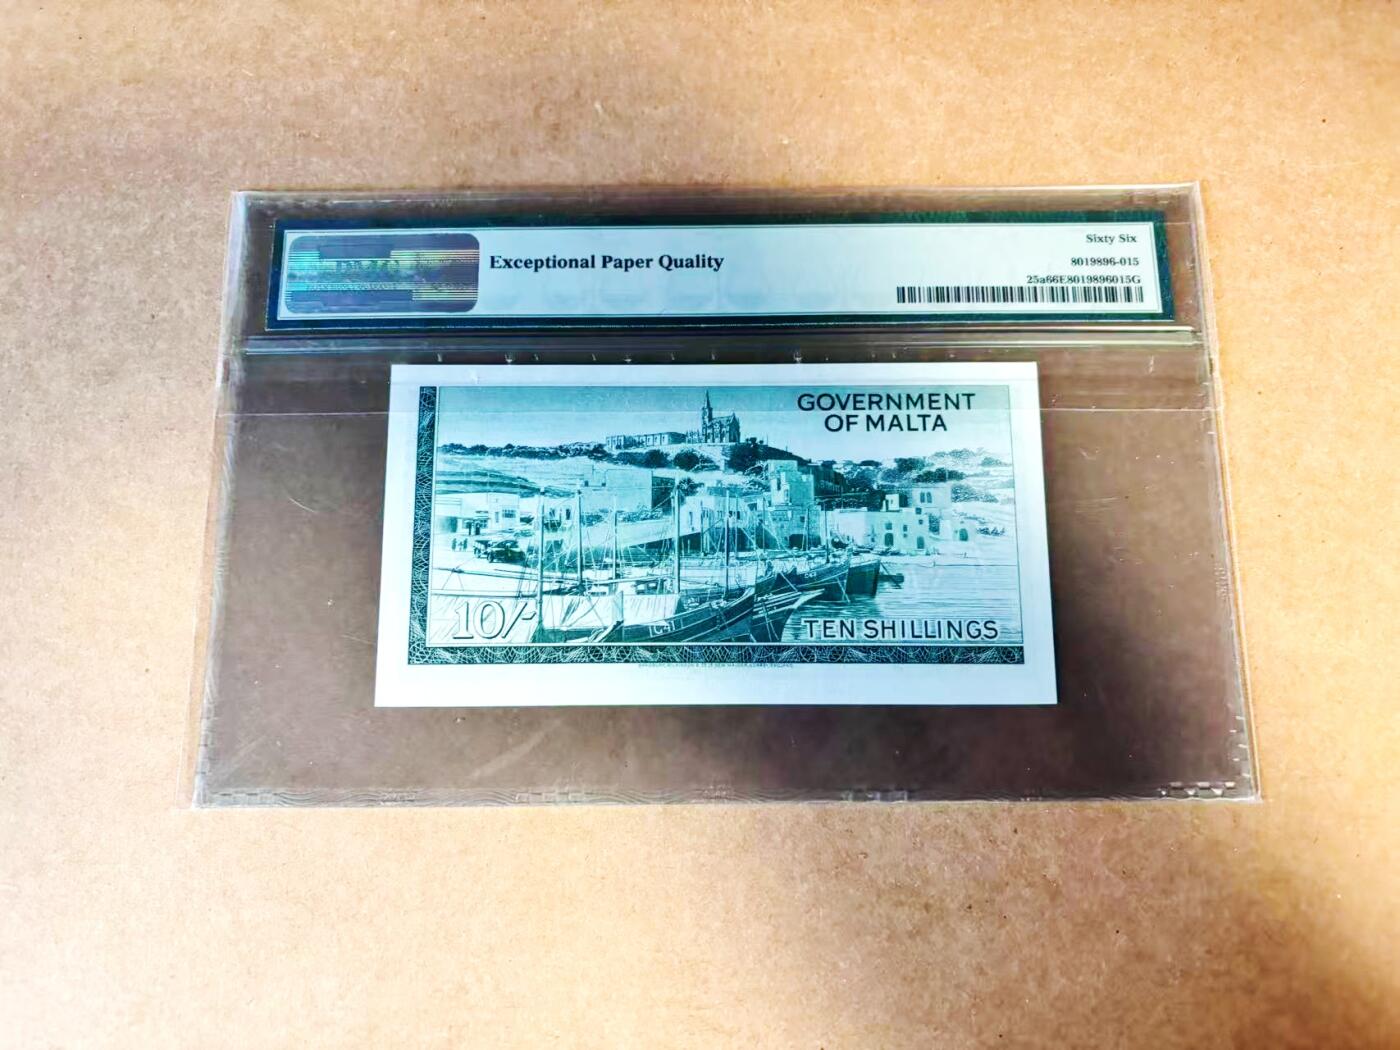 Exceptional Paper Quality
Sixty Six
8019896-015
25a66E8019896015G
GOVERNMENT
OF MALTA
10/-
TEN SHILLINGS